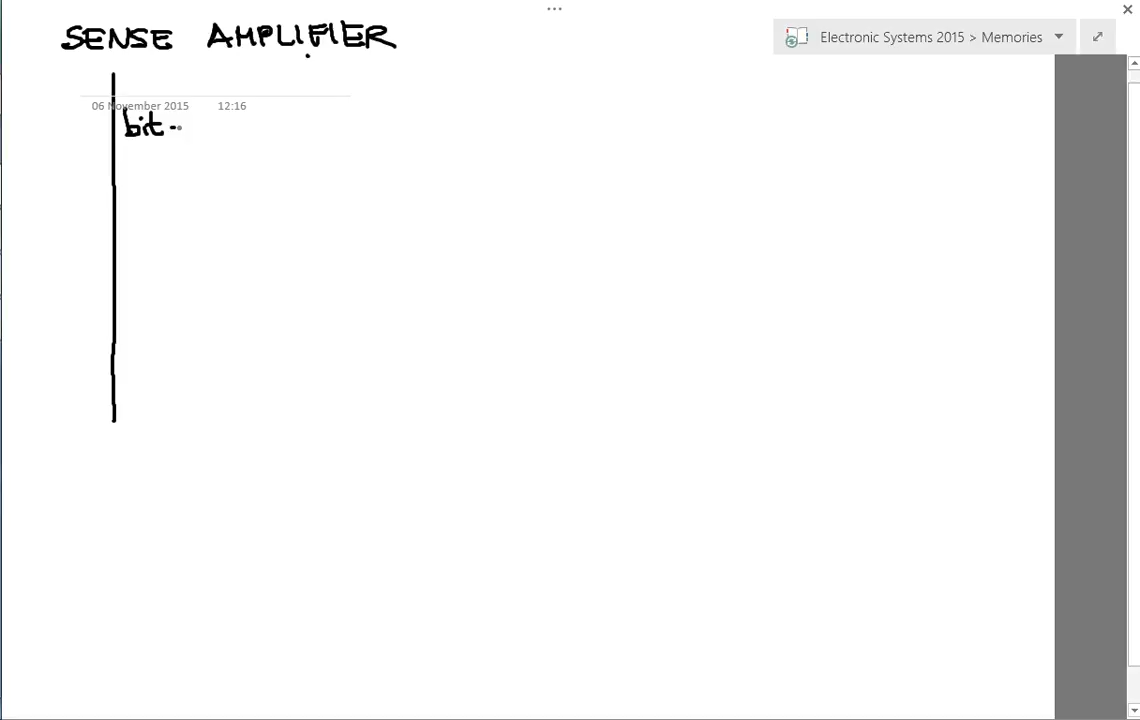 SENSE AMPLIFIER
Electronic Systems 2015 > Memories
06 November 2015 12:16
bit -